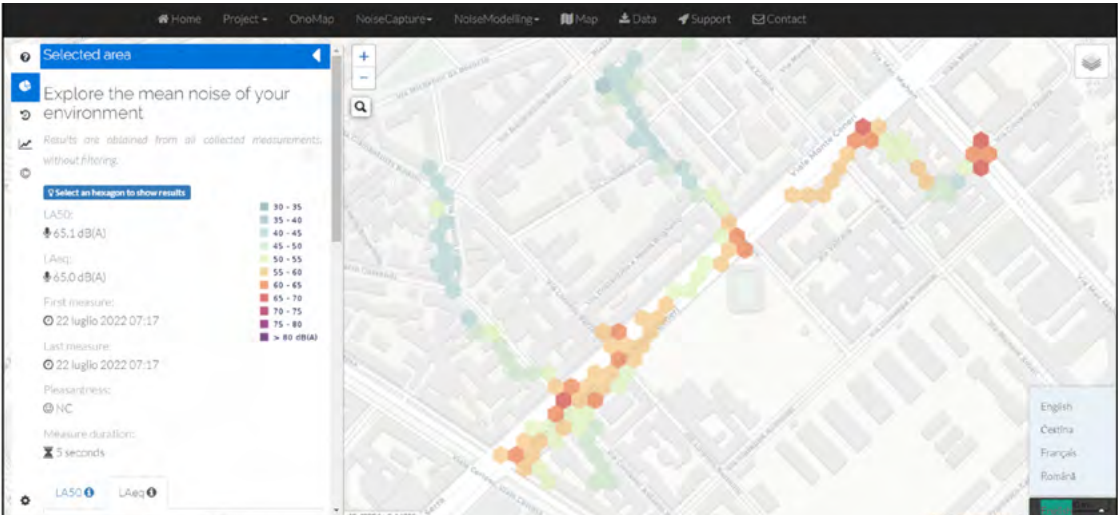 Home Project OnoMap NoiseCapture NoiseModelling Map Data Support Contact
Selected area
Explore the mean noise of your
environment
Results are obtained from all collected measurements,
without filtering.
Select an hexagon to show results
LA50:
65.1 dB(A)
LAeq:
65.0 dB(A)
First measure:
22 luglio 2022 07:17
Last measure:
22 luglio 2022 07:17
Pleasantness:
NC
Measure duration:
5 seconds
LA50 LAeq
30 - 35
35 - 40
40 - 45
45 - 50
50 - 55
55 - 60
60 - 65
65 - 70
70 - 75
75 - 80
> 80 dB(A)
+
−
Viale Monte Ceneri
English
Čeština
Français
Română